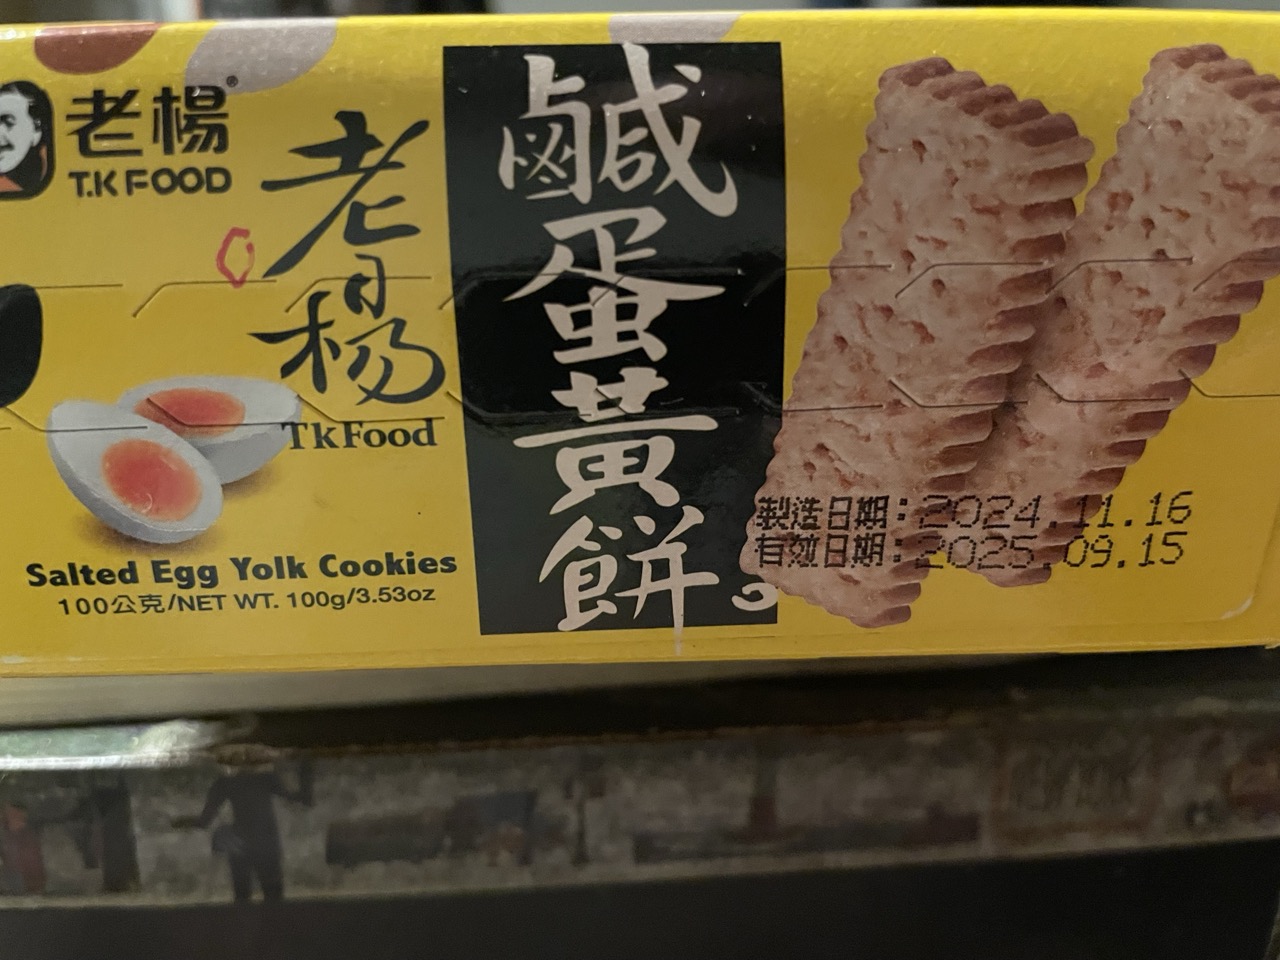 老楊®
T.K FOOD
老楊
TkFood
鹹蛋黃餅
Salted Egg Yolk Cookies
100公克/NET WT. 100g/3.53oz
製造日期：2024.11.16
有效日期：2025.09.15